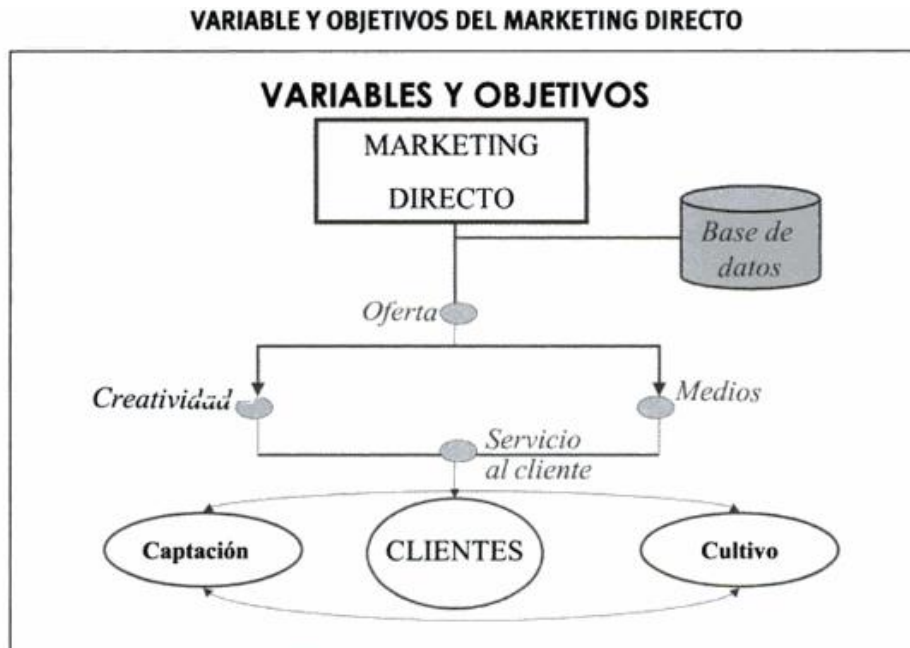 VARIABLE Y OBJETIVOS DEL MARKETING DIRECTO
VARIABLES Y OBJETIVOS
MARKETING
DIRECTO
Base de
datos
Oferta
Creatividad
Medios
Servicio
al cliente
Captación
CLIENTES
Cultivo